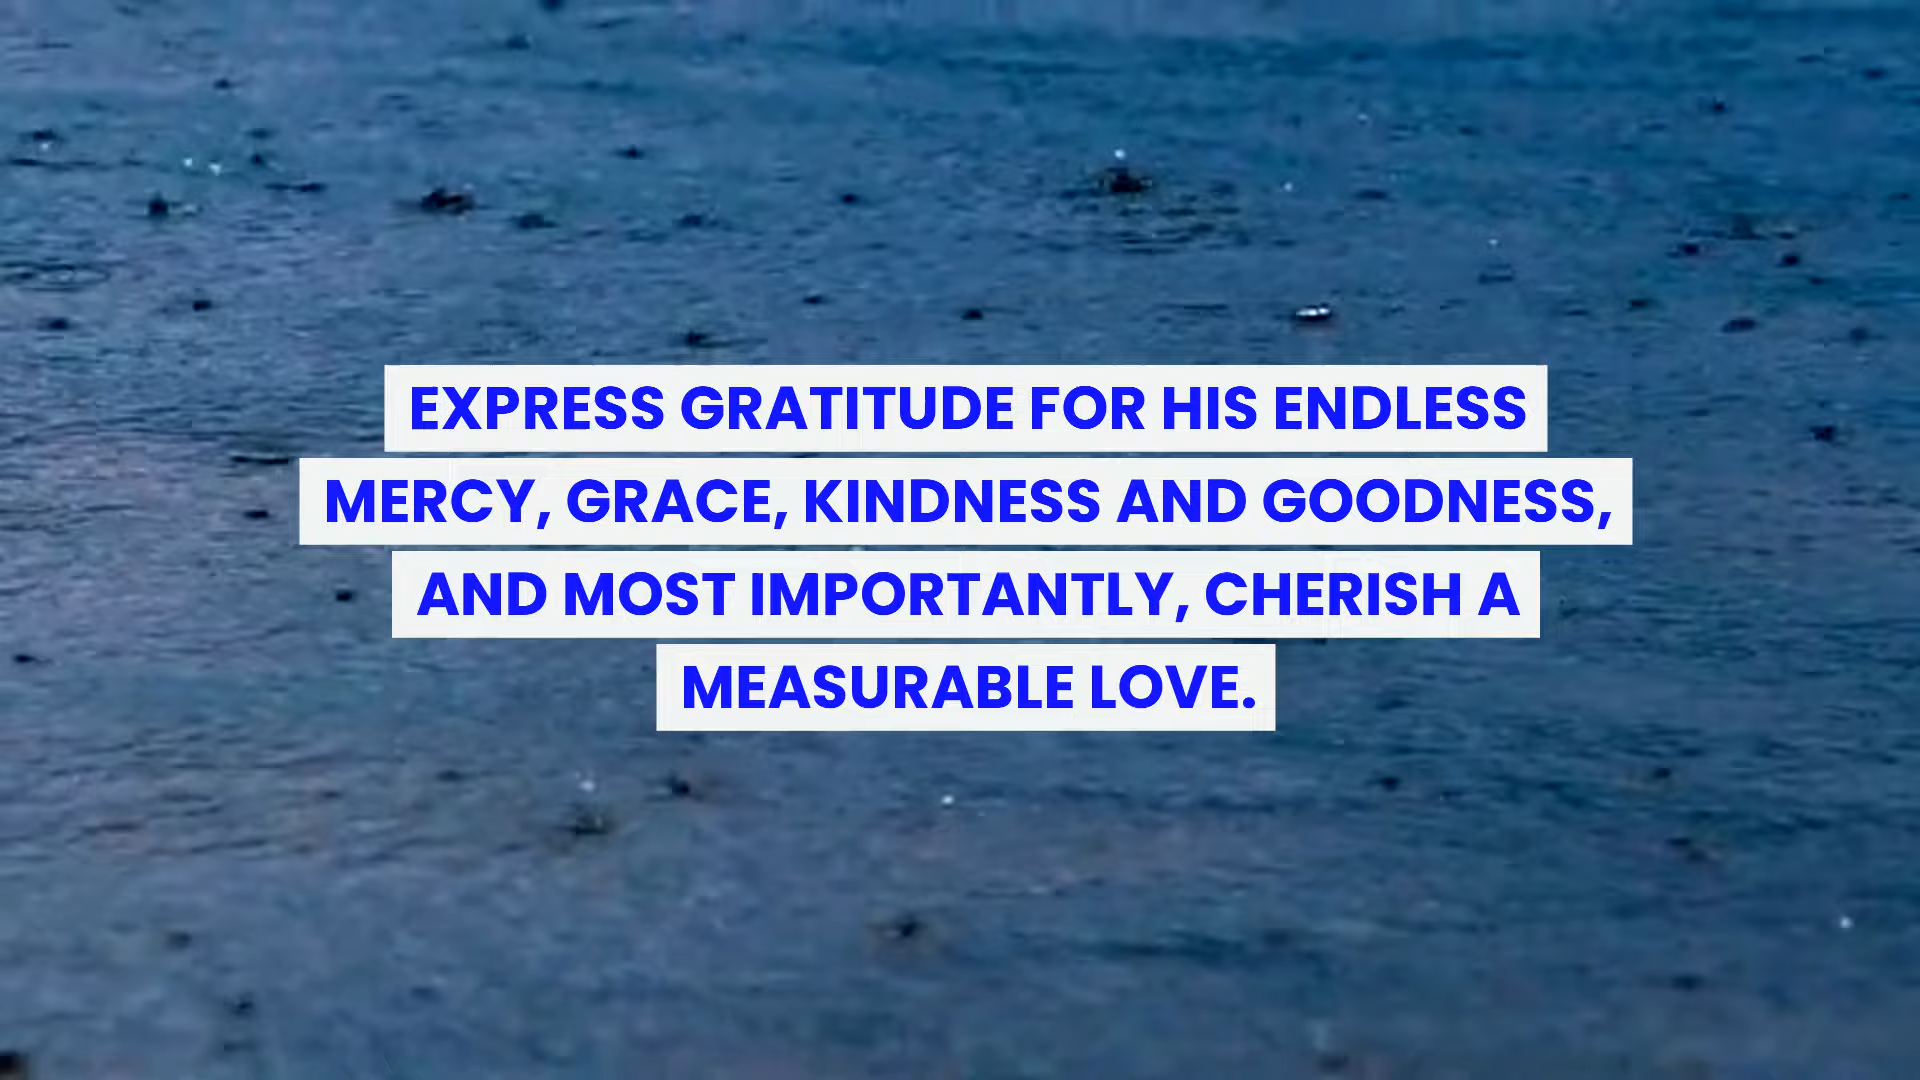 EXPRESS GRATITUDE FOR HIS ENDLESS
MERCY, GRACE, KINDNESS AND GOODNESS,
AND MOST IMPORTANTLY, CHERISH A
MEASURABLE LOVE.